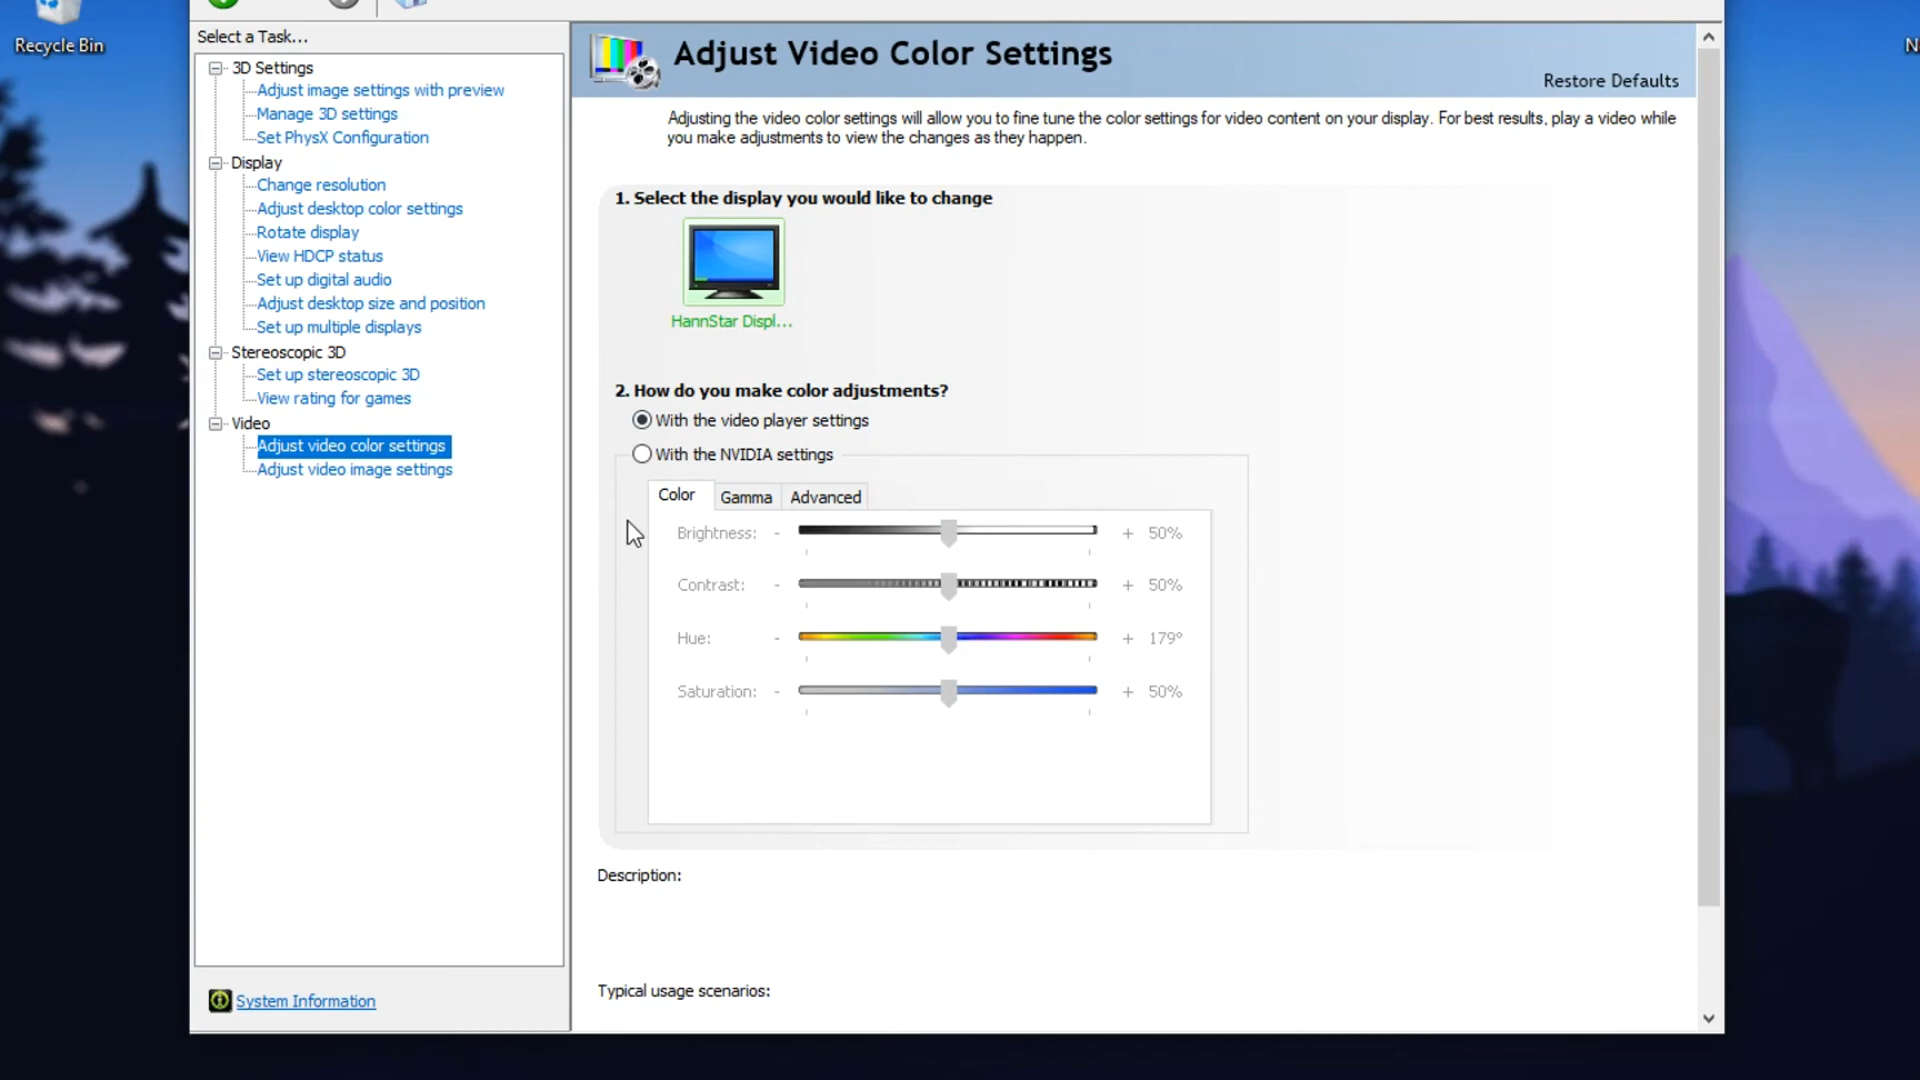 Recycle Bin
N
Select a Task...
3D Settings
Adjust image settings with preview
Manage 3D settings
Set PhysX Configuration
Display
Change resolution
Adjust desktop color settings
Rotate display
View HDCP status
Set up digital audio
Adjust desktop size and position
Set up multiple displays
Stereoscopic 3D
Set up stereoscopic 3D
View rating for games
Video
Adjust video color settings
Adjust video image settings
System Information
Adjust Video Color Settings
Restore Defaults
Adjusting the video color settings will allow you to fine tune the color settings for video content on your display. For best results, play a video while
you make adjustments to view the changes as they happen.
1. Select the display you would like to change
HannStar Displ...
2. How do you make color adjustments?
With the video player settings
With the NVIDIA settings
Color Gamma Advanced
Brightness: - + 50%
Contrast: - + 50%
Hue: - + 179°
Saturation: - + 50%
Description:
Typical usage scenarios: